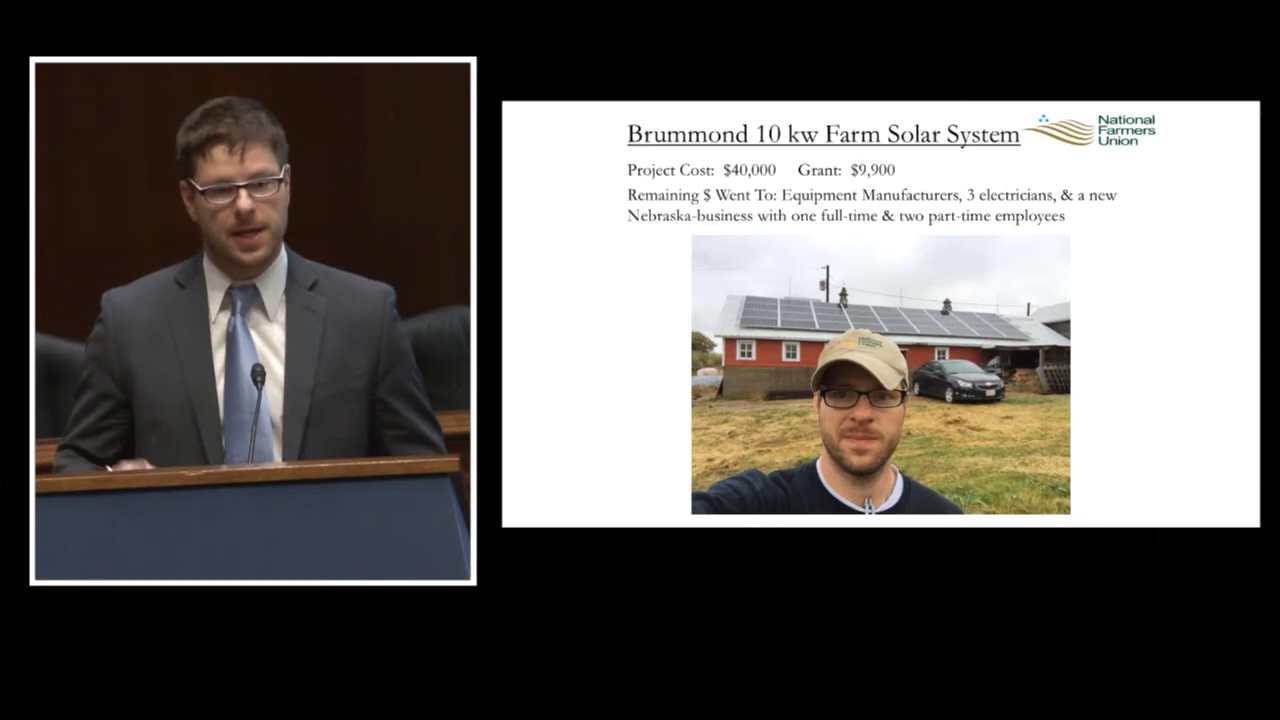 Brummond 10 kw Farm Solar System
National
Farmers
Union
Project Cost: $40,000 Grant: $9,900
Remaining $ Went To: Equipment Manufacturers, 3 electricians, & a new
Nebraska-business with one full-time & two part-time employees